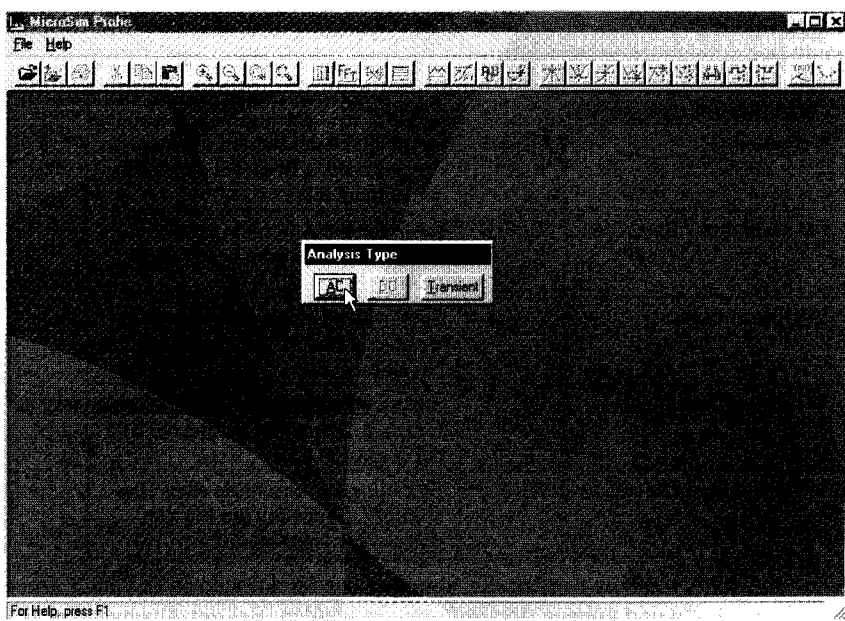 MicroSim Probe
File Help
Analysis Type
AC DC Transient
For Help, press F1